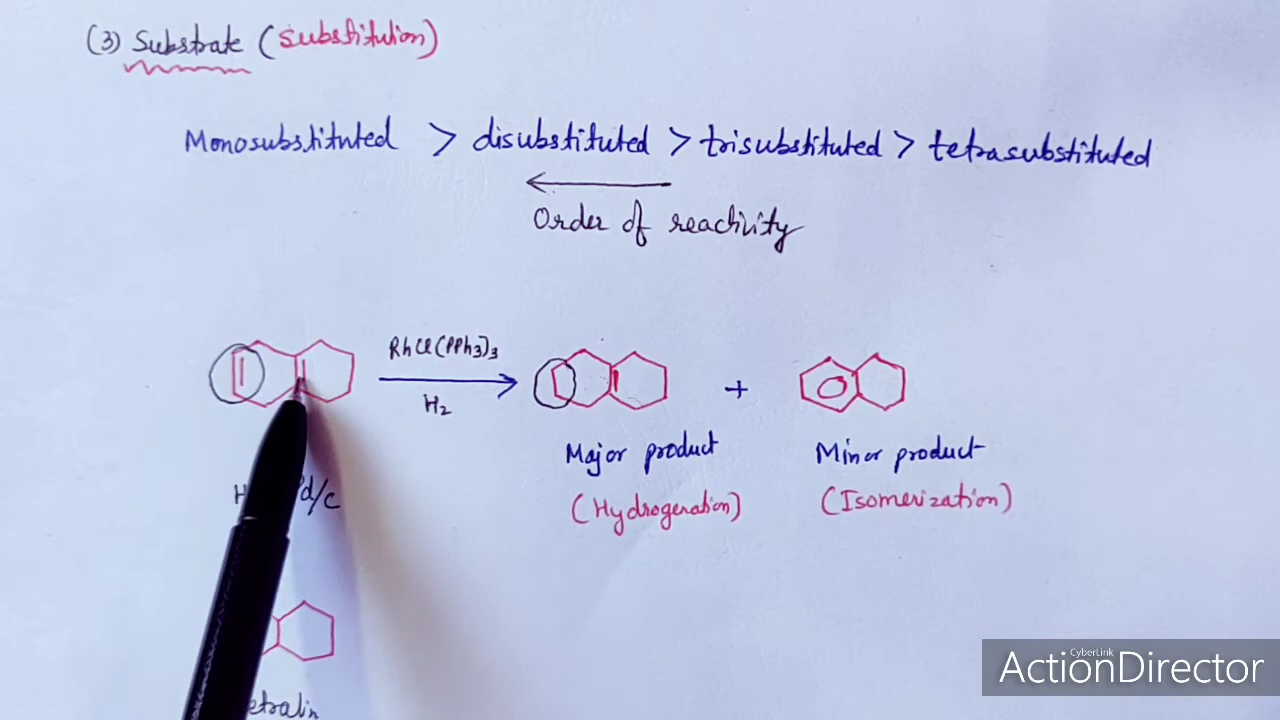 (3) Substrate (substitution)
Monosubstituted > disubstituted > trisubstituted > tetrasubstituted
Order of reactivity
RhCl(PPh3)3
H2
+
Major product
Minor product
(Hydrogenation)
(Isomerization)
CyberLink
ActionDirector